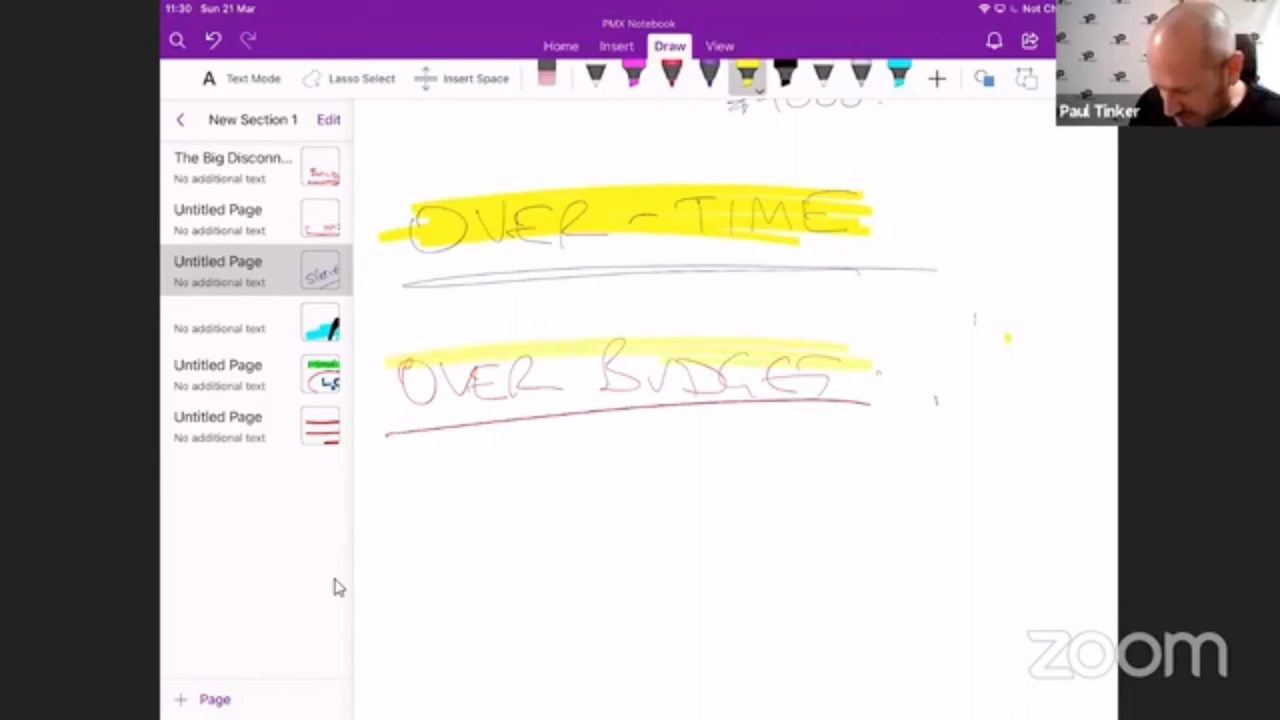 11:30 Sun 21 Mar
PMX Notebook
Home Insert Draw View
Text Mode Lasso Select Insert Space
Paul Tinker
New Section 1 Edit
The Big Disconn...
No additional text
Untitled Page
No additional text
Untitled Page
No additional text
No additional text
Untitled Page
No additional text
Untitled Page
No additional text
Page
OVER - TIME
OVER BUDGET
zoom